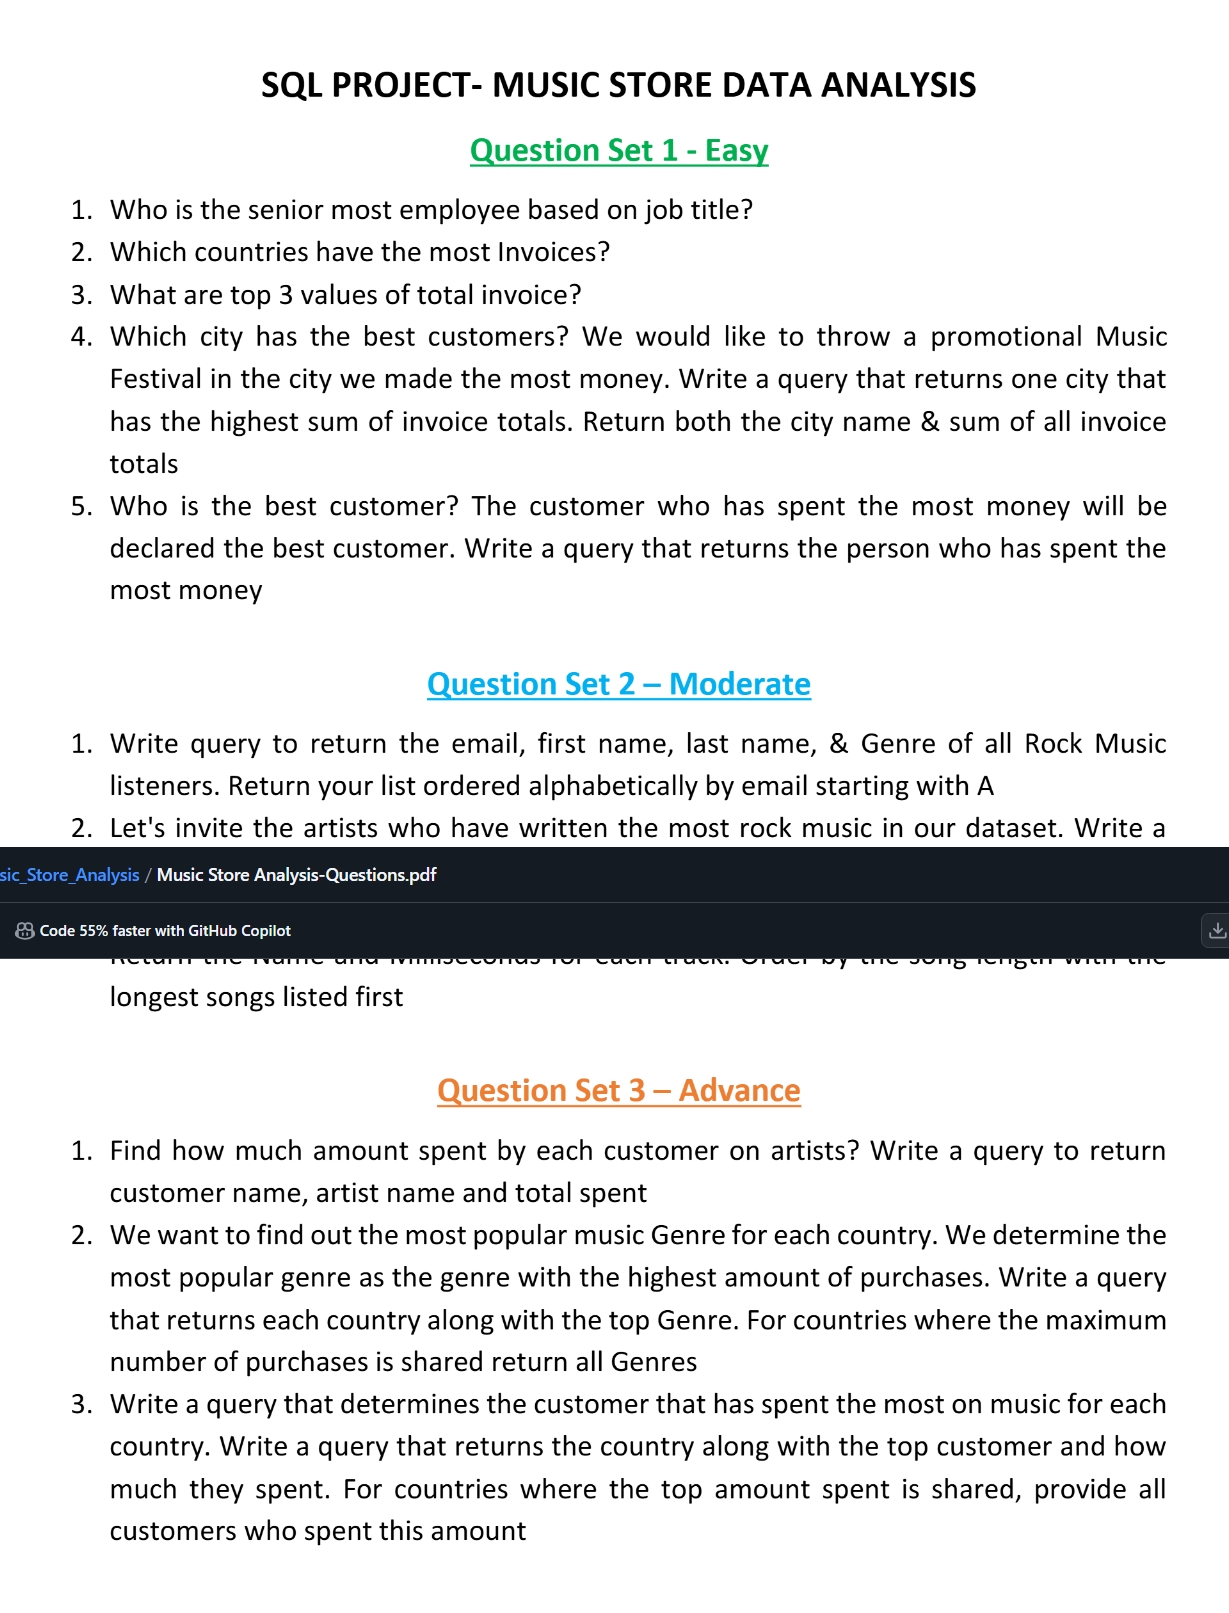 SQL PROJECT- MUSIC STORE DATA ANALYSIS
Question Set 1 - Easy
1. Who is the senior most employee based on job title?
2. Which countries have the most Invoices?
3. What are top 3 values of total invoice?
4. Which city has the best customers? We would like to throw a promotional Music
Festival in the city we made the most money. Write a query that returns one city that
has the highest sum of invoice totals. Return both the city name & sum of all invoice
totals
5. Who is the best customer? The customer who has spent the most money will be
declared the best customer. Write a query that returns the person who has spent the
most money
Question Set 2 – Moderate
1. Write query to return the email, first name, last name, & Genre of all Rock Music
listeners. Return your list ordered alphabetically by email starting with A
2. Let's invite the artists who have written the most rock music in our dataset. Write a
sic_Store_Analysis / Music Store Analysis-Questions.pdf
Code 55% faster with GitHub Copilot
Return the Name and Milliseconds for each track. Order by the song length with the
longest songs listed first
Question Set 3 – Advance
1. Find how much amount spent by each customer on artists? Write a query to return
customer name, artist name and total spent
2. We want to find out the most popular music Genre for each country. We determine the
most popular genre as the genre with the highest amount of purchases. Write a query
that returns each country along with the top Genre. For countries where the maximum
number of purchases is shared return all Genres
3. Write a query that determines the customer that has spent the most on music for each
country. Write a query that returns the country along with the top customer and how
much they spent. For countries where the top amount spent is shared, provide all
customers who spent this amount